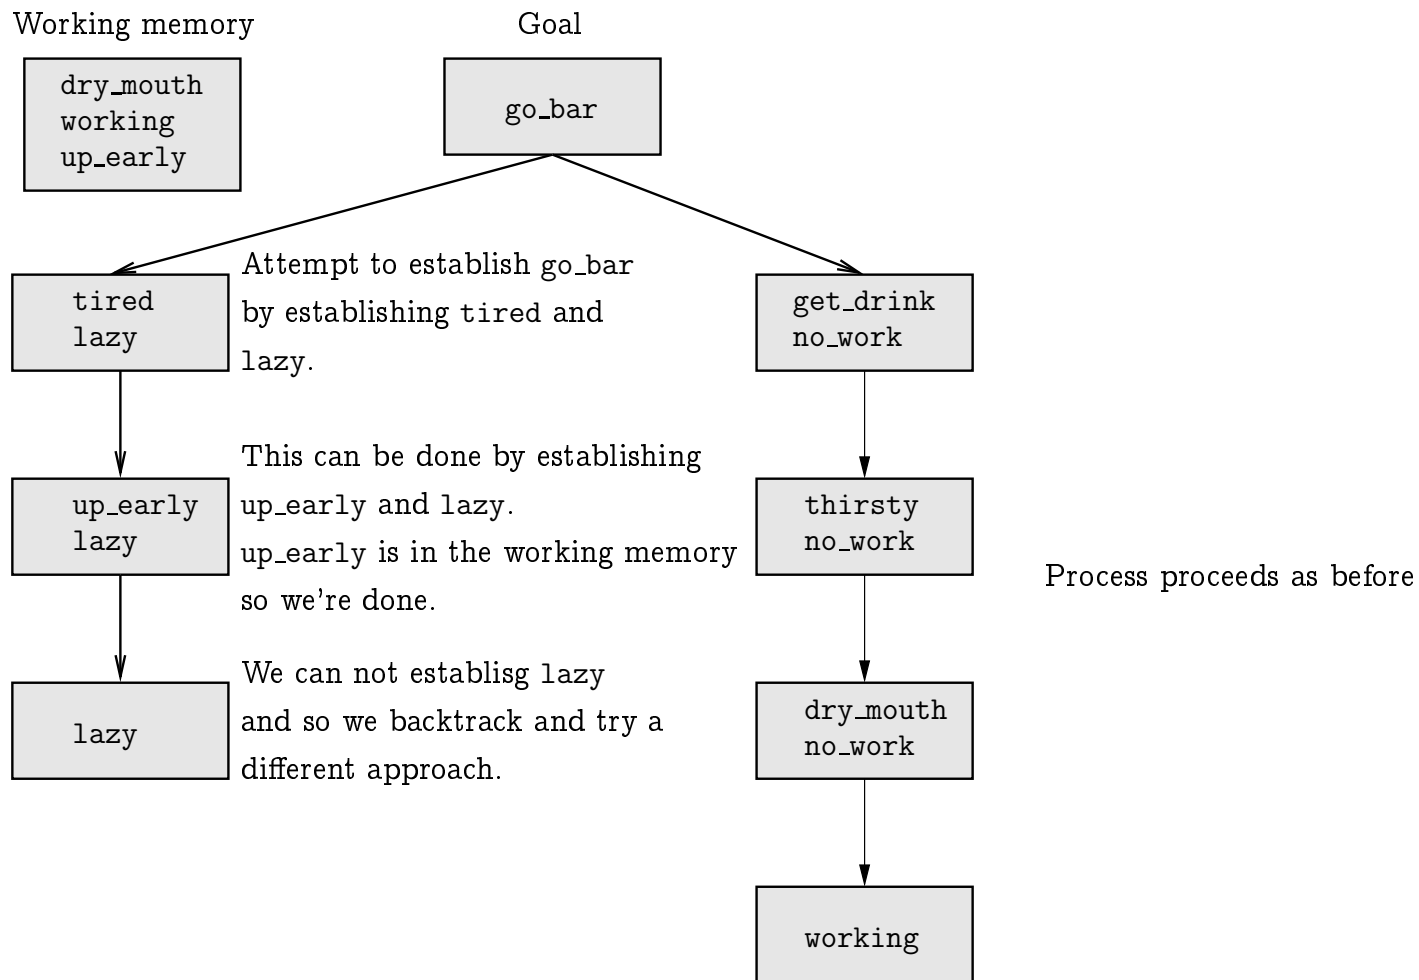 Working memory
Goal
dry_mouth
working
up_early
go_bar
tired
lazy
Attempt to establish go_bar
by establishing tired and
lazy.
get_drink
no_work
up_early
lazy
This can be done by establishing
up_early and lazy.
up_early is in the working memory
so we're done.
thirsty
no_work
Process proceeds as before
lazy
We can not establisg lazy
and so we backtrack and try a
different approach.
dry_mouth
no_work
working